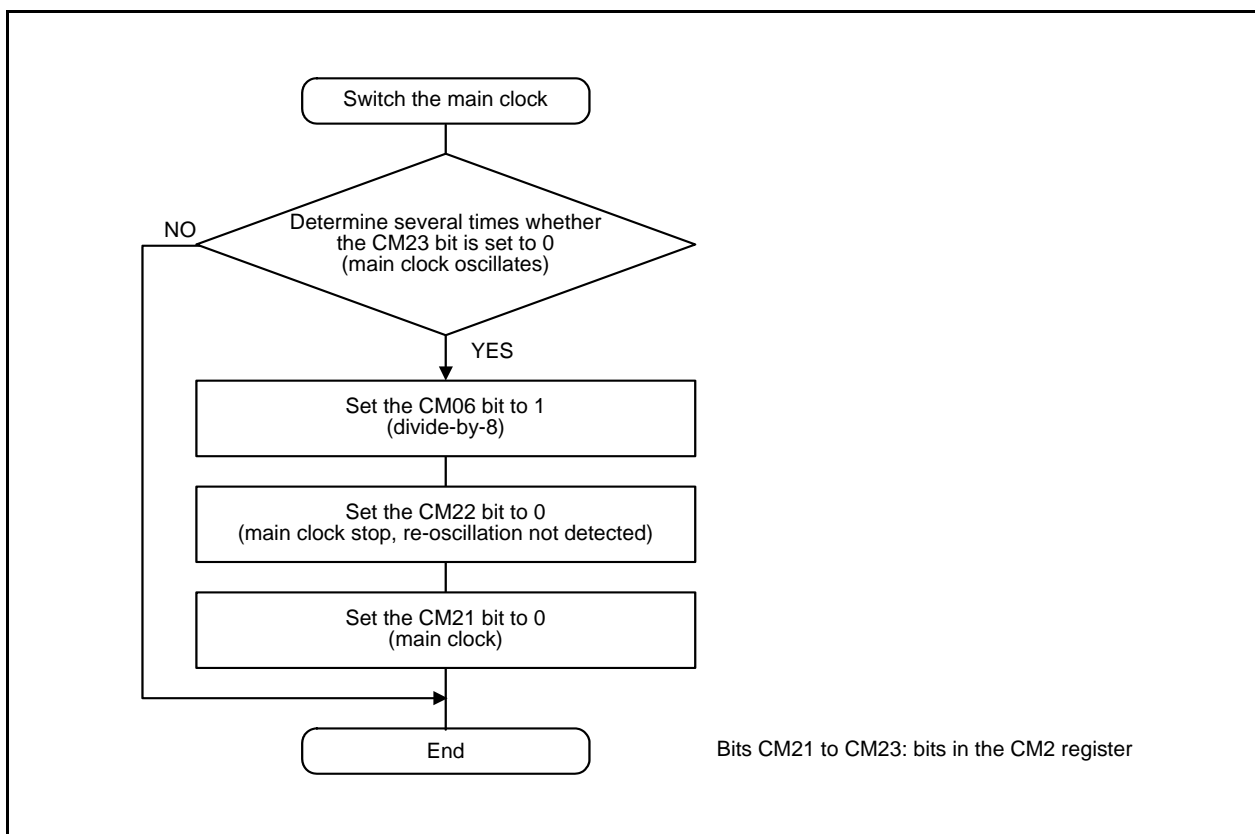 Switch the main clock
NO
Determine several times whether
the CM23 bit is set to 0
(main clock oscillates)
YES
Set the CM06 bit to 1
(divide-by-8)
Set the CM22 bit to 0
(main clock stop, re-oscillation not detected)
Set the CM21 bit to 0
(main clock)
End
Bits CM21 to CM23: bits in the CM2 register